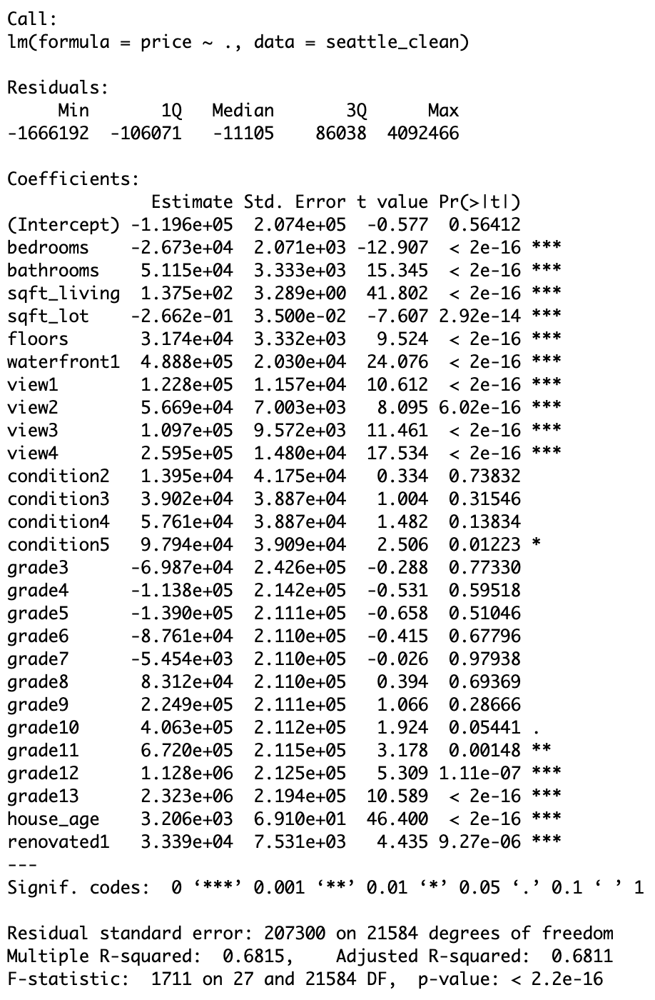 Call:
lm(formula = price ~ ., data = seattle_clean)
Residuals:
Min 1Q Median 3Q Max
-1666192 -106071 -11105 86038 4092466
Coefficients:
Estimate Std. Error t value Pr(>|t|)
(Intercept) -1.196e+05 2.074e+05 -0.577 0.56412
bedrooms -2.673e+04 2.071e+03 -12.907 < 2e-16 ***
bathrooms 5.115e+04 3.333e+03 15.345 < 2e-16 ***
sqft_living 1.375e+02 3.289e+00 41.802 < 2e-16 ***
sqft_lot -2.662e-01 3.500e-02 -7.607 2.92e-14 ***
floors 3.174e+04 3.332e+03 9.524 < 2e-16 ***
waterfront1 4.888e+05 2.030e+04 24.076 < 2e-16 ***
view1 1.228e+05 1.157e+04 10.612 < 2e-16 ***
view2 5.669e+04 7.003e+03 8.095 6.02e-16 ***
view3 1.097e+05 9.572e+03 11.461 < 2e-16 ***
view4 2.595e+05 1.480e+04 17.534 < 2e-16 ***
condition2 1.395e+04 4.175e+04 0.334 0.73832
condition3 3.902e+04 3.887e+04 1.004 0.31546
condition4 5.761e+04 3.887e+04 1.482 0.13834
condition5 9.794e+04 3.909e+04 2.506 0.01223 *
grade3 -6.987e+04 2.426e+05 -0.288 0.77330
grade4 -1.138e+05 2.142e+05 -0.531 0.59518
grade5 -1.390e+05 2.111e+05 -0.658 0.51046
grade6 -8.761e+04 2.110e+05 -0.415 0.67796
grade7 -5.454e+03 2.110e+05 -0.026 0.97938
grade8 8.312e+04 2.110e+05 0.394 0.69369
grade9 2.249e+05 2.111e+05 1.066 0.28666
grade10 4.063e+05 2.112e+05 1.924 0.05441 .
grade11 6.720e+05 2.115e+05 3.178 0.00148 **
grade12 1.128e+06 2.125e+05 5.309 1.11e-07 ***
grade13 2.323e+06 2.194e+05 10.589 < 2e-16 ***
house_age 3.206e+03 6.910e+01 46.400 < 2e-16 ***
renovated1 3.339e+04 7.531e+03 4.435 9.27e-06 ***
---
Signif. codes: 0 ‘***’ 0.001 ‘**’ 0.01 ‘*’ 0.05 ‘.’ 0.1 ‘ ’ 1
Residual standard error: 207300 on 21584 degrees of freedom
Multiple R-squared: 0.6815, Adjusted R-squared: 0.6811
F-statistic: 1711 on 27 and 21584 DF, p-value: < 2.2e-16